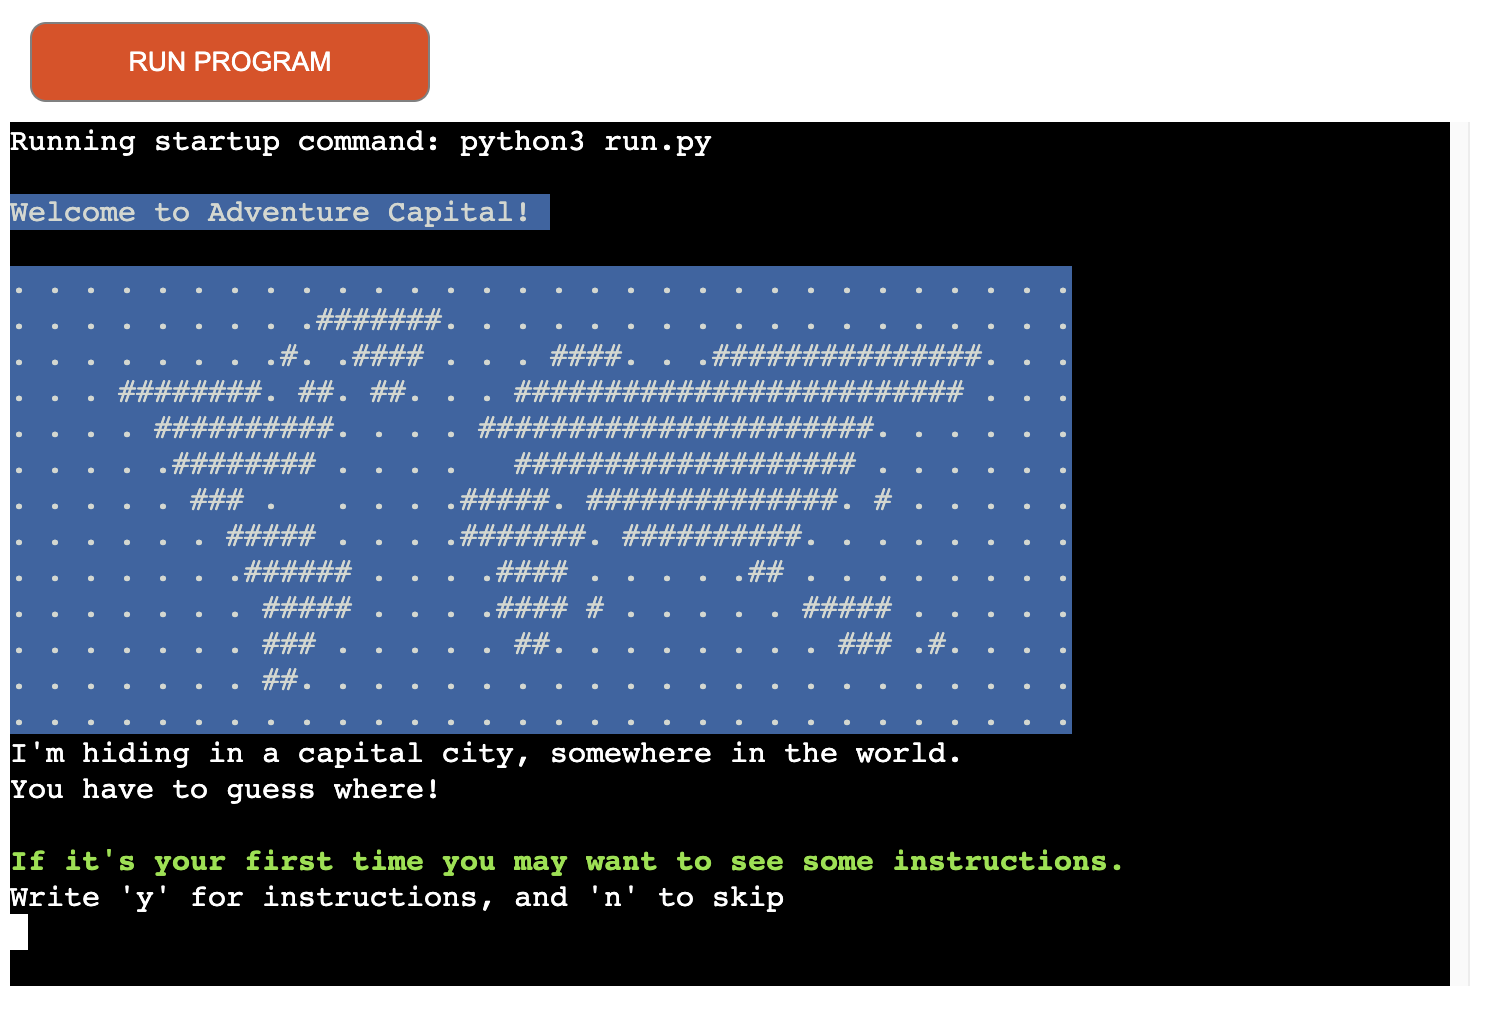 RUN PROGRAM
Running startup command: python3 run.py
Welcome to Adventure Capital!
. . . . . . . . . . . . . . . . . . . . . . . . . . . . . .
. . . . . . . . .#######. . . . . . . . . . . . . . . . . .
. . . . . . . .#. .#### . . . ####. . .###############. . .
. . . ########. ##. ##. . . ######################### . . .
. . . . ##########. . . . ######################. . . . . .
. . . . .######## . . . .   ################### . . . . . .
. . . . . ### .   . . . .#####. ##############. # . . . . .
. . . . . . ##### . . . .#######. ##########. . . . . . . .
. . . . . . .###### . . . .#### . . . . .## . . . . . . . .
. . . . . . . ##### . . . .#### # . . . . . ##### . . . . .
. . . . . . . ### . . . . . ##. . . . . . . . ### .#. . . .
. . . . . . . ##. . . . . . . . . . . . . . . . . . . . . .
. . . . . . . . . . . . . . . . . . . . . . . . . . . . . .
I'm hiding in a capital city, somewhere in the world.
You have to guess where!
If it's your first time you may want to see some instructions.
Write 'y' for instructions, and 'n' to skip